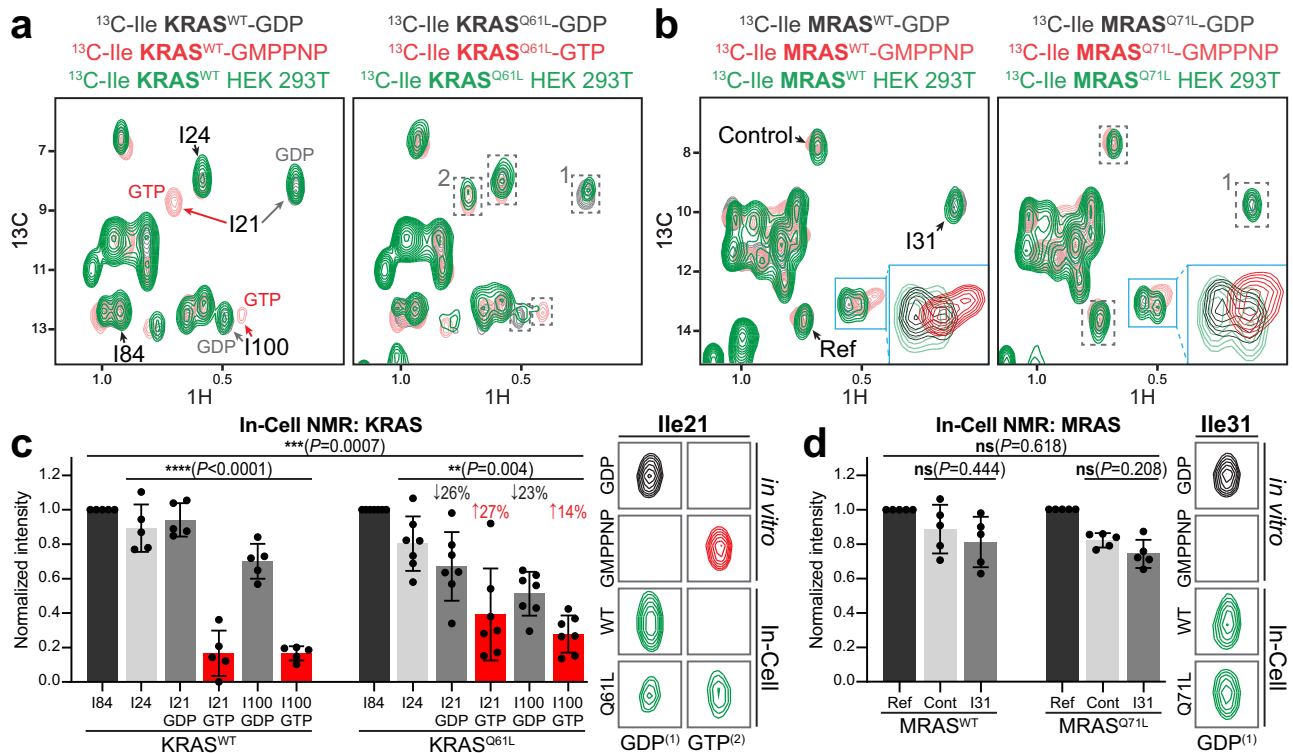 a
¹³C-Ile KRASᵂᵀ-GDP
¹³C-Ile KRASᵂᵀ-GMPPNP
¹³C-Ile KRASᵂᵀ HEK 293T
¹³C-Ile KRASQ61L-GDP
¹³C-Ile KRASQ61L-GTP
¹³C-Ile KRASQ61L HEK 293T
b
¹³C-Ile MRASᵂᵀ-GDP
¹³C-Ile MRASᵂᵀ-GMPPNP
¹³C-Ile MRASᵂᵀ HEK 293T
¹³C-Ile MRASQ71L-GDP
¹³C-Ile MRASQ71L-GMPPNP
¹³C-Ile MRASQ71L HEK 293T
13C
7
9
11
13
I24
GDP
GTP
I21
GTP
I84
GDP
I100
1.0
0.5
1H
2
1
1.0
0.5
1H
13C
8
10
12
14
Control
I31
Ref
1.0
0.5
1H
1
1.0
0.5
1H
c
In-Cell NMR: KRAS
***(P=0.0007)
****(P<0.0001)
**(P=0.004)
↓26%
↓23%
↑27%
↑14%
Normalized intensity
1.2
1.0
0.8
0.6
0.4
0.2
0.0
I84
I24
I21 GDP
I21 GTP
I100 GDP
I100 GTP
KRASᵂᵀ
I84
I24
I21 GDP
I21 GTP
I100 GDP
I100 GTP
KRASQ61L
Ile21
GDP
GMPPNP
WT
Q61L
in vitro
In-Cell
GDP⁽¹⁾
GTP⁽²⁾
d
In-Cell NMR: MRAS
ns(P=0.618)
ns(P=0.444)
ns(P=0.208)
Normalized intensity
1.2
1.0
0.8
0.6
0.4
0.2
0.0
Ref
Cont
I31
MRASᵂᵀ
Ref
Cont
I31
MRASQ71L
Ile31
GDP
GMPPNP
WT
Q71L
in vitro
In-Cell
GDP⁽¹⁾